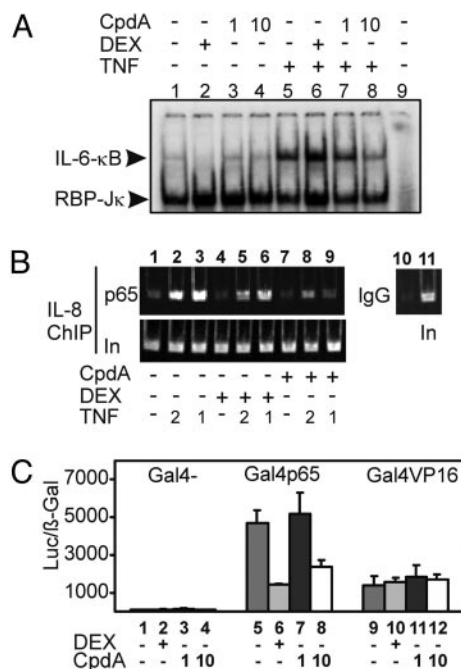 A
CpdA - - 1 10 - - 1 10 -
DEX - + - - - + - - -
TNF - - - - + + + + -
1 2 3 4 5 6 7 8 9
IL-6-κB
RBP-Jκ
B
1 2 3 4 5 6 7 8 9 10 11
IL-8 ChIP
p65
IgG
In
In
CpdA - - - - - - + + +
DEX - - - + + + - - -
TNF - 2 1 - 2 1 - 2 1
C
Gal4- Gal4p65 Gal4VP16
Luc/ß-Gal
7000
5000
3000
1000
1 2 3 4 5 6 7 8 9 10 11 12
DEX - + - - - + - - - + - -
CpdA - - 1 10 - - 1 10 - - 1 10